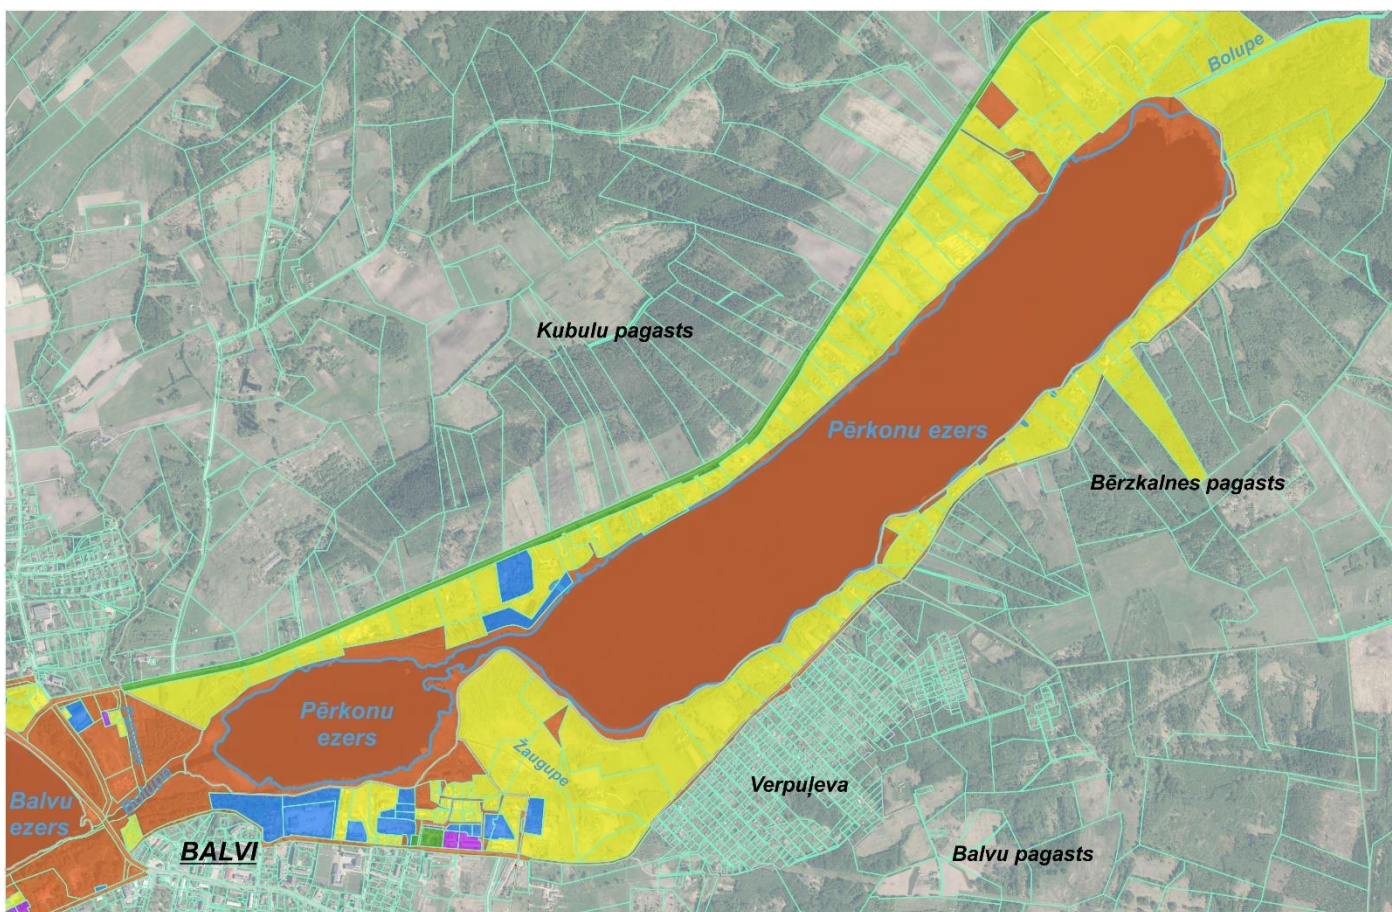 Bolupe
Kubulu pagasts
Pērkonu ezers
Bērzkalnes pagasts
Pērkonu
ezers
Žaugupe
Bolupe
Balvu
ezers
Verpuļeva
BALVI
Balvu pagasts